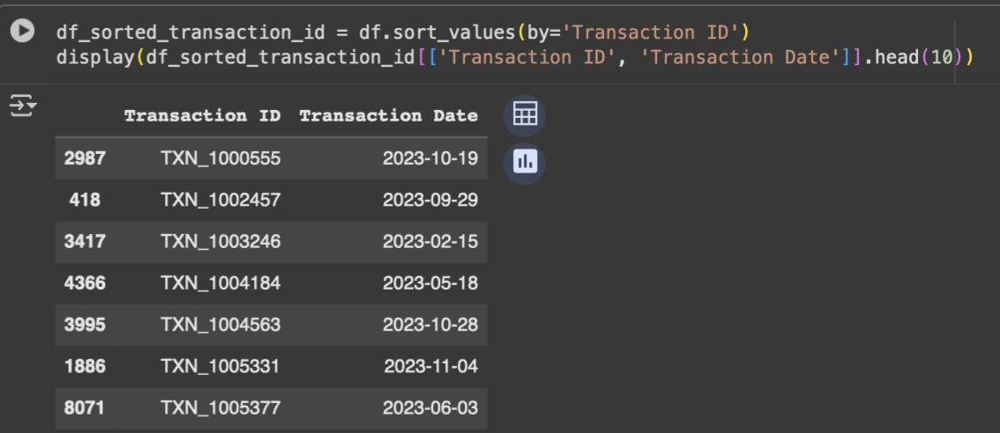 df_sorted_transaction_id = df.sort_values(by='Transaction ID')
display(df_sorted_transaction_id[['Transaction ID', 'Transaction Date']].head(10))
Transaction ID Transaction Date
2987 TXN_1000555 2023-10-19
418 TXN_1002457 2023-09-29
3417 TXN_1003246 2023-02-15
4366 TXN_1004184 2023-05-18
3995 TXN_1004563 2023-10-28
1886 TXN_1005331 2023-11-04
8071 TXN_1005377 2023-06-03